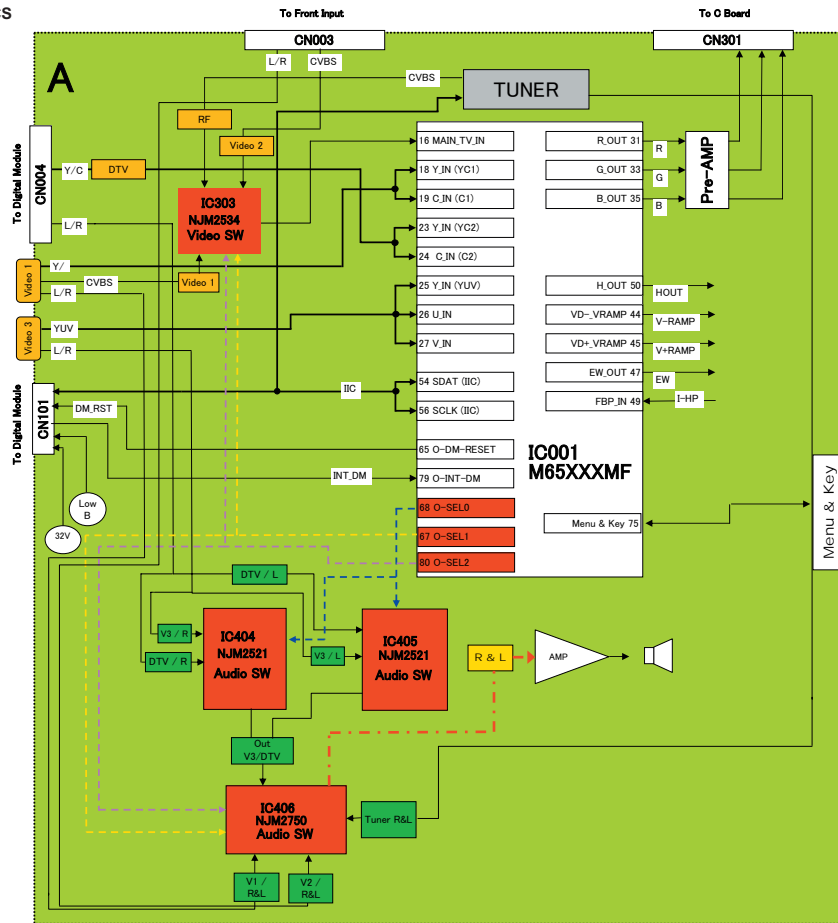 CS
To Front Input
To C Board
CN003
CN301
A
L/R
CVBS
CVBS
TUNER
RF
Video 2
To Digital Module
CN004
Y/C
DTV
IC303
NJM2534
Video SW
L/R
Video 1
Y/
CVBS
Video 1
L/R
Video 3
YUV
L/R
16 MAIN_TV_IN
18 Y_IN (YC1)
19 C_IN (C1)
23 Y_IN (YC2)
24 C_IN (C2)
25 Y_IN (YUV)
26 U_IN
27 V_IN
54 SDAT (IIC)
56 SCLK (IIC)
65 O-DM-RESET
79 O-INT-DM
68 O-SEL0
67 O-SEL1
80 O-SEL2
R_OUT 31
G_OUT 33
B_OUT 35
R
G
B
Pre-AMP
H_OUT 50
HOUT
VD-_VRAMP 44
V-RAMP
VD+_VRAMP 45
V+RAMP
EW_OUT 47
EW
FBP_IN 49
I-HP
IC001
M65XXXMF
Menu & Key 75
Menu & Key
To Digital Module
CN101
IIC
DM_RST
INT_DM
Low
B
32V
DTV / L
V3 / R
DTV / R
IC404
NJM2521
Audio SW
V3 / L
IC405
NJM2521
Audio SW
R & L
AMP
Out
V3/DTV
IC406
NJM2750
Audio SW
Tuner R&L
V1 /
R&L
V2 /
R&L